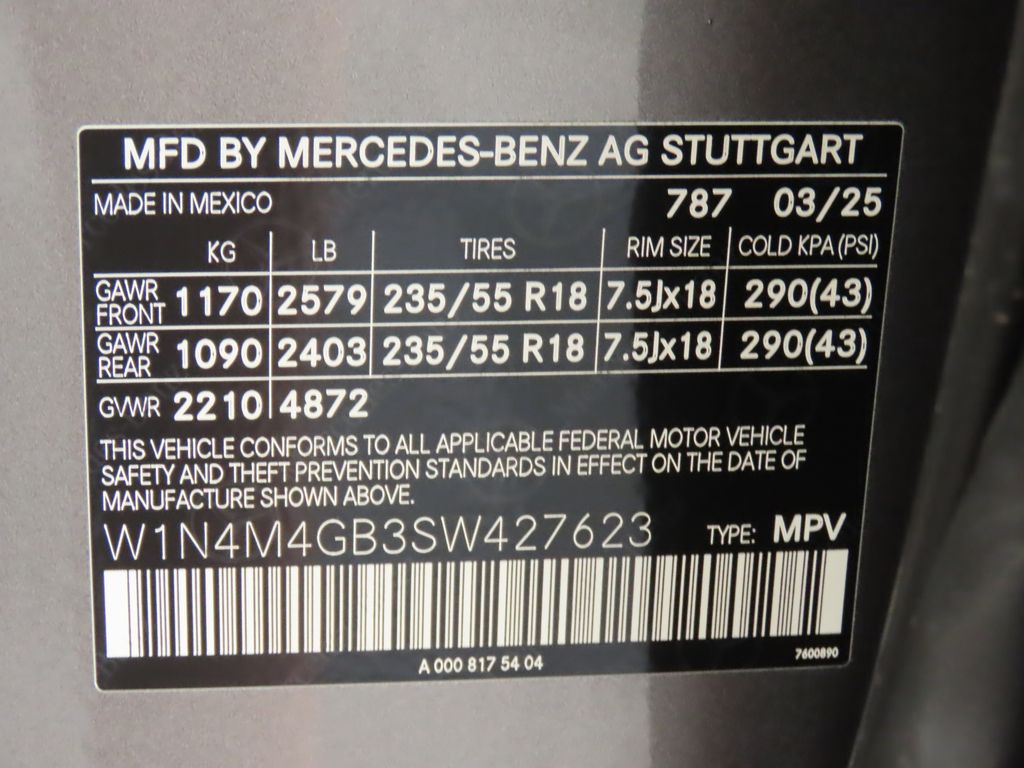 MFD BY MERCEDES-BENZ AG STUTTGART
MADE IN MEXICO 787 03/25
KG LB TIRES RIM SIZE COLD KPA (PSI)
GAWR FRONT 1170 2579 235/55 R18 7.5Jx18 290(43)
GAWR REAR 1090 2403 235/55 R18 7.5Jx18 290(43)
GVWR 2210 4872
THIS VEHICLE CONFORMS TO ALL APPLICABLE FEDERAL MOTOR VEHICLE
SAFETY AND THEFT PREVENTION STANDARDS IN EFFECT ON THE DATE OF
MANUFACTURE SHOWN ABOVE.
W1N4M4GB3SW427623 TYPE: MPV
A 000 817 54 04 7600890